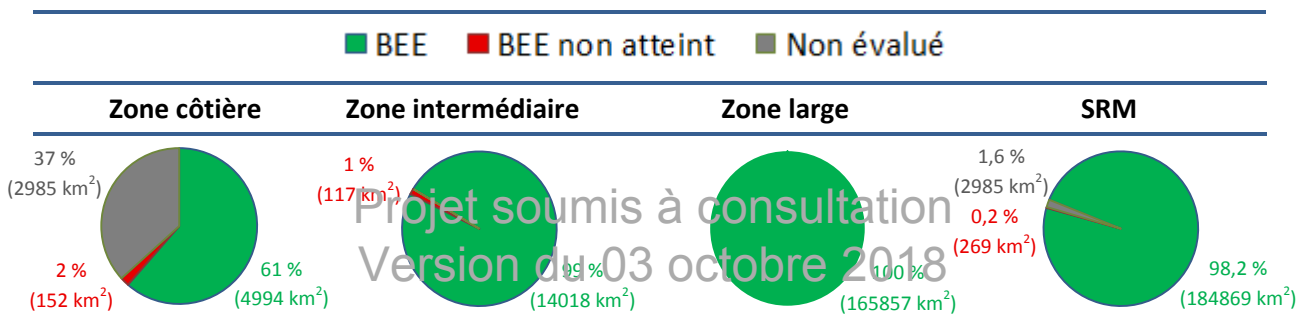 BEE BEE non atteint Non évalué
Zone côtière Zone intermédiaire Zone large SRM
37 %
(2985 km²)
2 %
(152 km²)
61 %
(4994 km²)
1 %
(117 km²)
99 %
(14018 km²)
100 %
(165857 km²)
1,6 %
(2985 km²)
0,2 %
(269 km²)
98,2 %
(184869 km²)
Projet soumis à consultation
Version du 03 octobre 2018